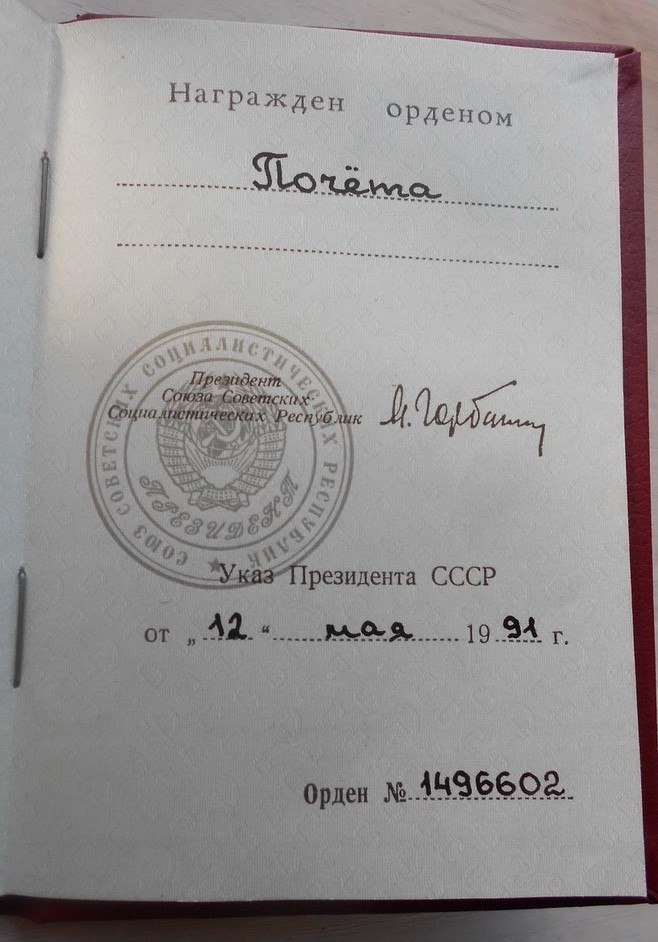 Награжден орденом
Почёта
СОЮЗ СОВЕТСКИХ СОЦИАЛИСТИЧЕСКИХ РЕСПУБЛИК
Президент
Союза Советских
Социалистических Республик
М. Горбачев
ПРЕЗИДЕНТ
Указ Президента СССР
от „12“ мая 1991 г.
Орден № 1496602